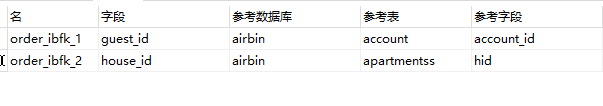 名 字段 参考数据库 参考表 参考字段
order_ibfk_1 guest_id airbin account account_id
order_ibfk_2 house_id airbin apartmentss hid